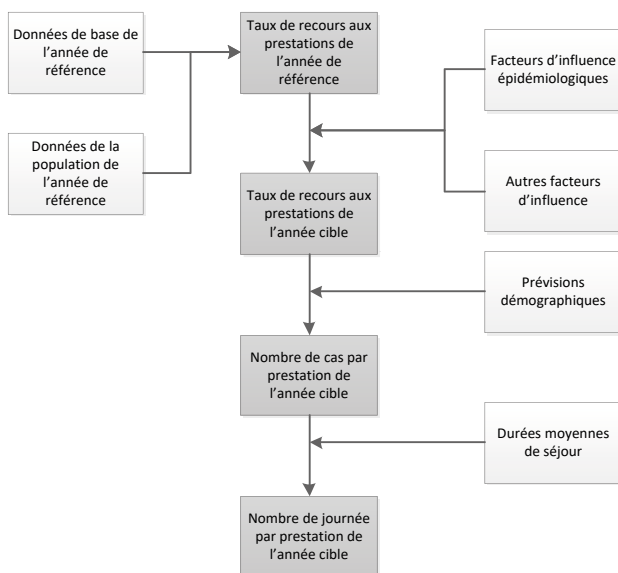 Données de base de
l’année de
référence
Taux de recours aux
prestations de
l’année de
référence
Facteurs d’influence
épidémiologiques
Données de la
population de
l’année de
référence
Taux de recours aux
prestations de
l’année cible
Autres facteurs
d’influence
Prévisions
démographiques
Nombre de cas par
prestation de
l’année cible
Durées moyennes
de séjour
Nombre de journée
par prestation de
l’année cible